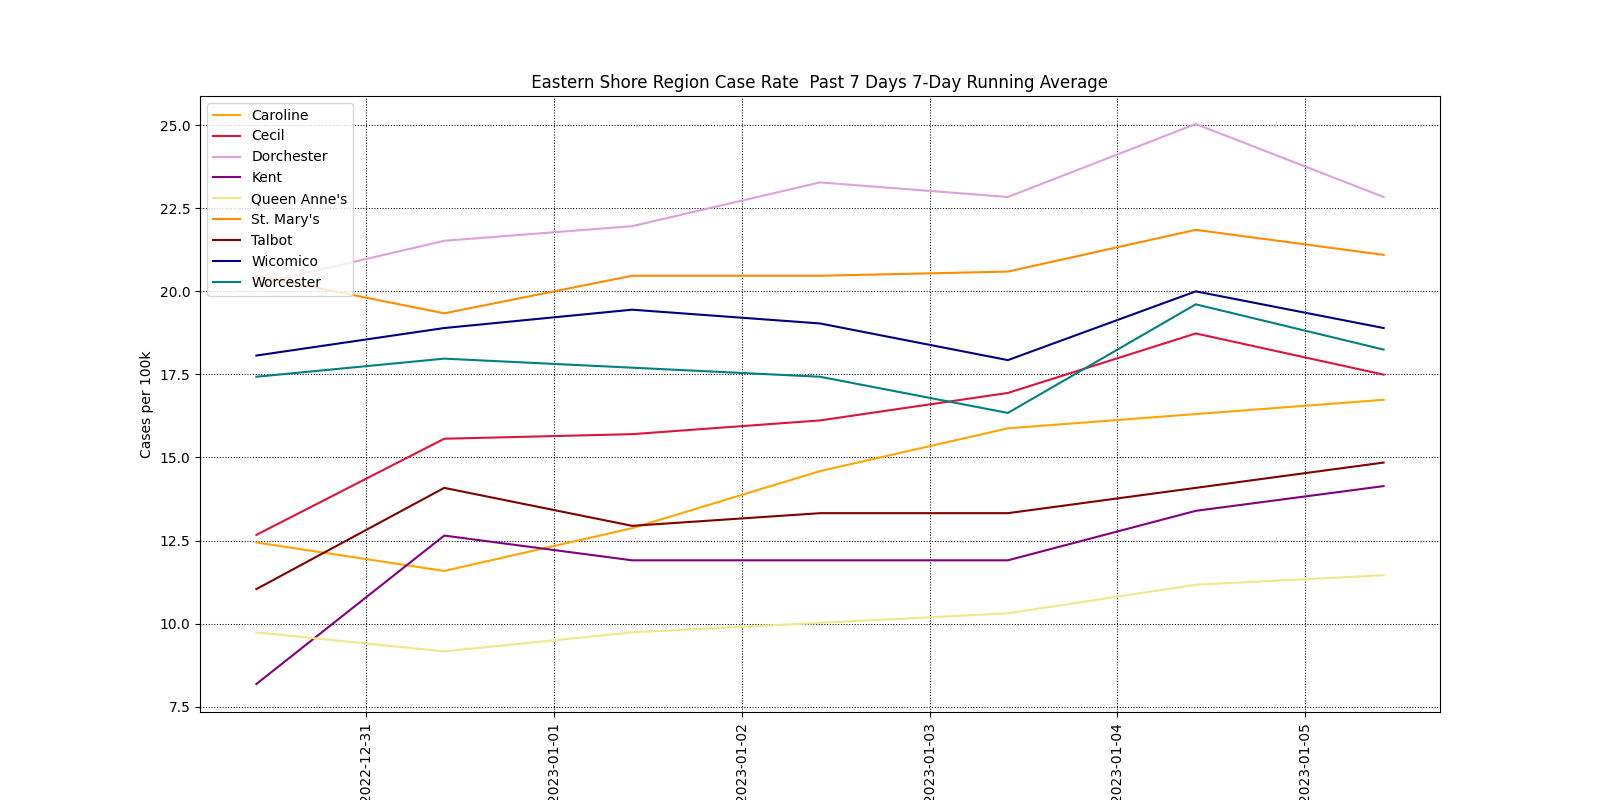 Eastern Shore Region Case Rate  Past 7 Days 7-Day Running Average
Caroline
Cecil
Dorchester
Kent
Queen Anne's
St. Mary's
Talbot
Wicomico
Worcester
Cases per 100k
25.0
22.5
20.0
17.5
15.0
12.5
10.0
7.5
2022-12-31
2023-01-01
2023-01-02
2023-01-03
2023-01-04
2023-01-05